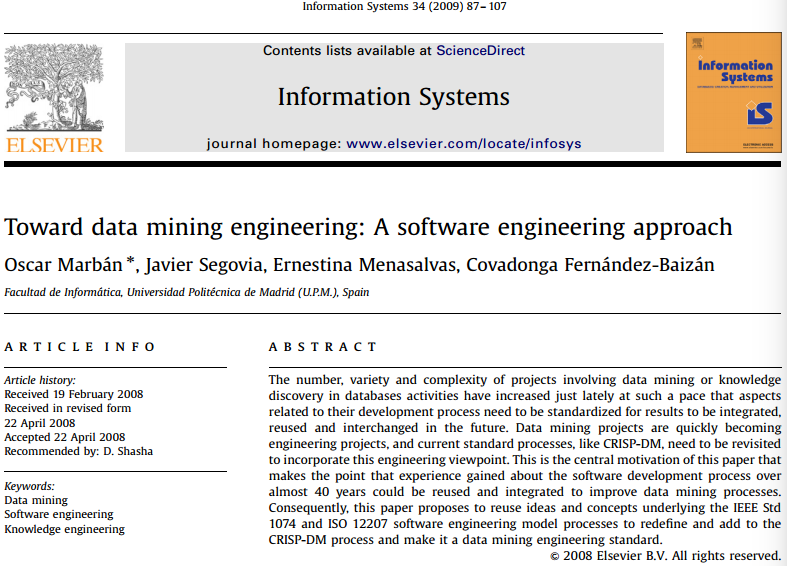 Information Systems 34 (2009) 87–107
Contents lists available at ScienceDirect
Information Systems
journal homepage: www.elsevier.com/locate/infosys
ELSEVIER
Information
Systems
Toward data mining engineering: A software engineering approach
Oscar Marbán *, Javier Segovia, Ernestina Menasalvas, Covadonga Fernández-Baizán
Facultad de Informática, Universidad Politécnica de Madrid (U.P.M.), Spain
ARTICLE INFO
Article history:
Received 19 February 2008
Received in revised form
22 April 2008
Accepted 22 April 2008
Recommended by: D. Shasha
Keywords:
Data mining
Software engineering
Knowledge engineering
ABSTRACT
The number, variety and complexity of projects involving data mining or knowledge
discovery in databases activities have increased just lately at such a pace that aspects
related to their development process need to be standardized for results to be integrated,
reused and interchanged in the future. Data mining projects are quickly becoming
engineering projects, and current standard processes, like CRISP-DM, need to be revisited
to incorporate this engineering viewpoint. This is the central motivation of this paper that
makes the point that experience gained about the software development process over
almost 40 years could be reused and integrated to improve data mining processes.
Consequently, this paper proposes to reuse ideas and concepts underlying the IEEE Std
1074 and ISO 12207 software engineering model processes to redefine and add to the
CRISP-DM process and make it a data mining engineering standard.
© 2008 Elsevier B.V. All rights reserved.